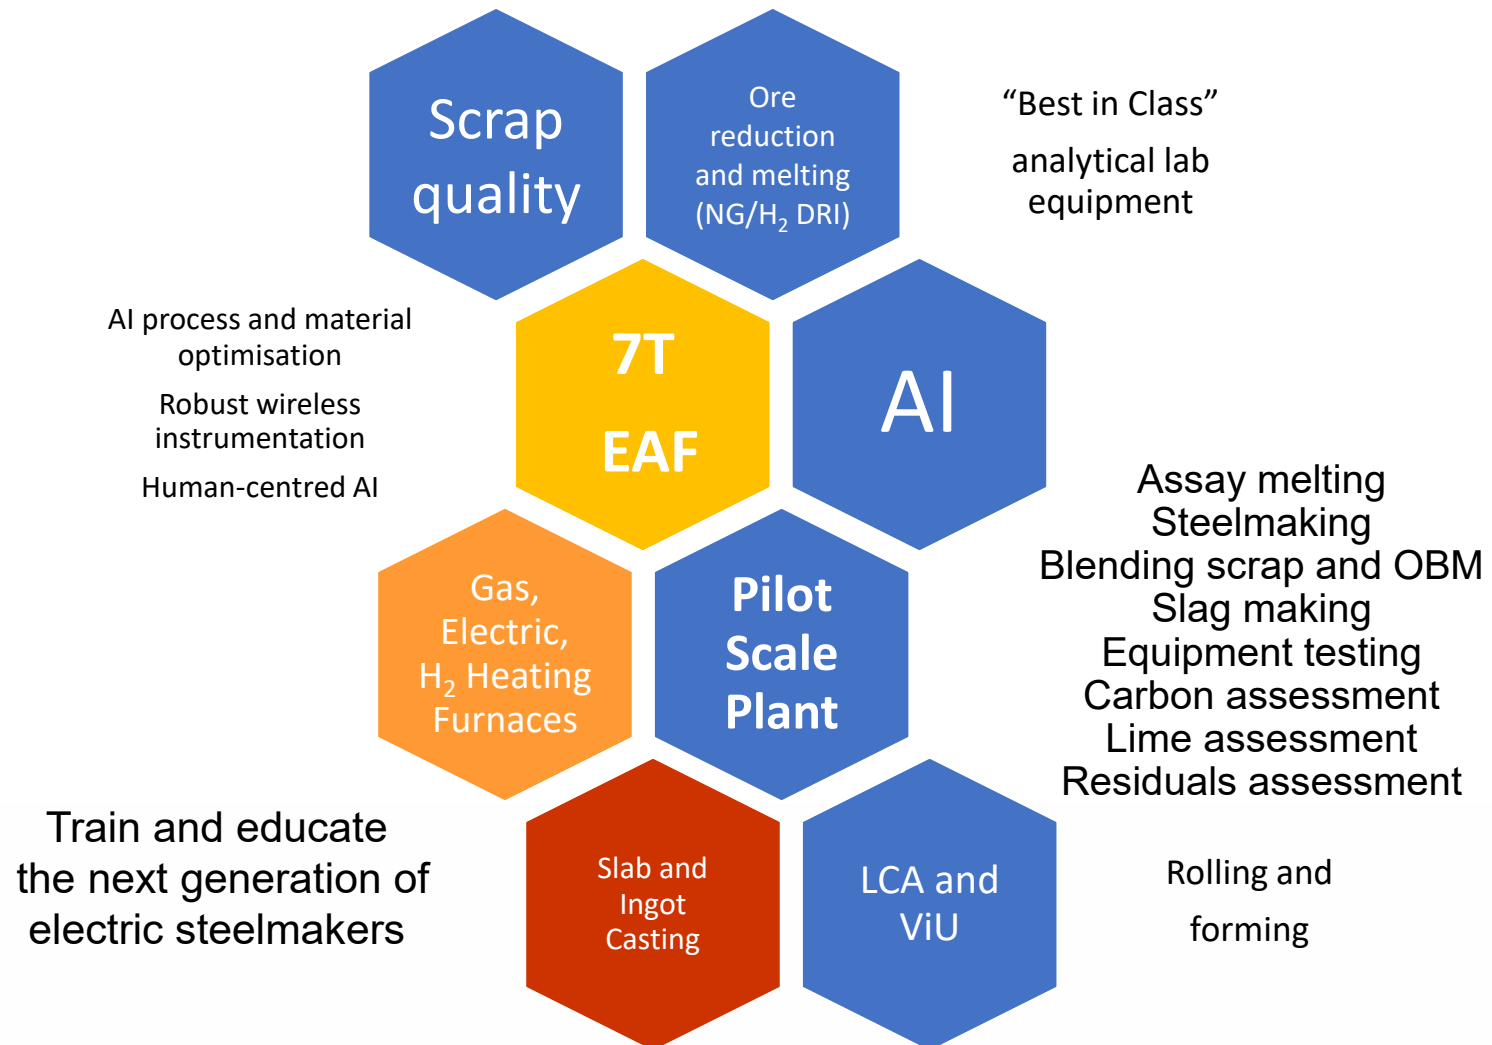 Scrap
quality
Ore
reduction
and melting
(NG/H₂ DRI)
“Best in Class”
analytical lab
equipment
AI process and material
optimisation
Robust wireless
instrumentation
Human-centred AI
7T
EAF
AI
Gas,
Electric,
H₂ Heating
Furnaces
Pilot
Scale
Plant
Assay melting
Steelmaking
Blending scrap and OBM
Slag making
Equipment testing
Carbon assessment
Lime assessment
Residuals assessment
Train and educate
the next generation of
electric steelmakers
Slab and
Ingot
Casting
LCA and
ViU
Rolling and
forming